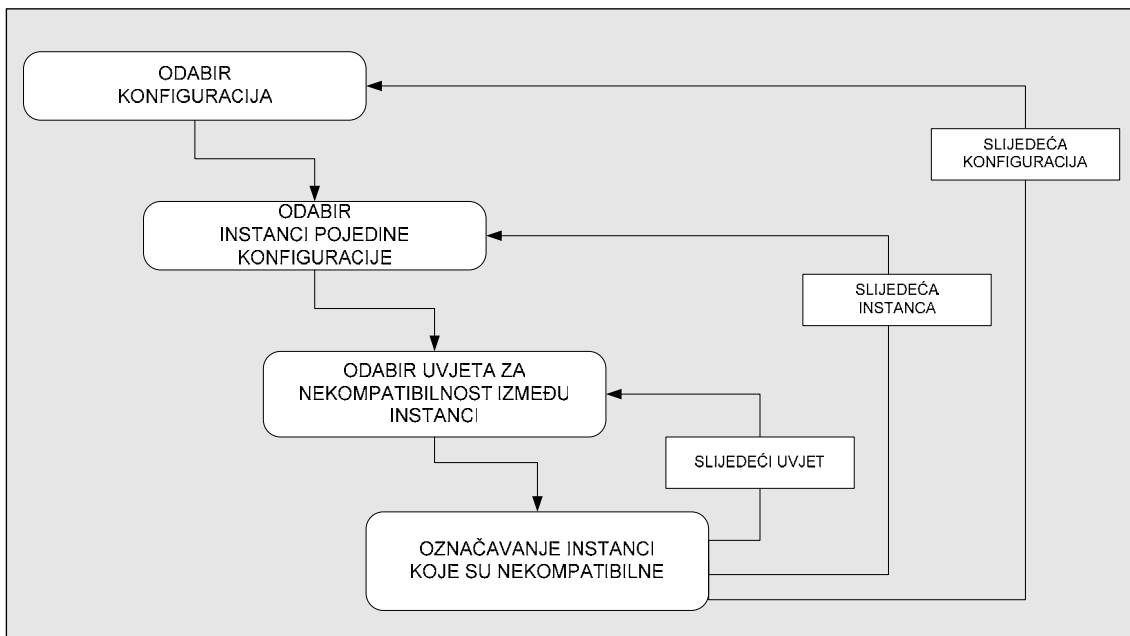 ODABIR
KONFIGURACIJA
SLIJEDEĆA
KONFIGURACIJA
ODABIR
INSTANCI POJEDINE
KONFIGURACIJE
SLIJEDEĆA
INSTANCA
ODABIR UVJETA ZA
NEKOMPATIBILNOST IZMEĐU
INSTANCI
SLIJEDEĆI UVJET
OZNAČAVANJE INSTANCI
KOJE SU NEKOMPATIBILNE